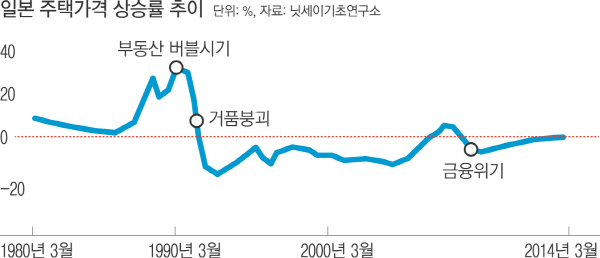 일본 주택가격 상승률 추이 단위: %, 자료: 닛세이기초연구소
40
부동산 버블시기
20
거품붕괴
0
금융위기
-20
1980년 3월 1990년 3월 2000년 3월 2014년 3월